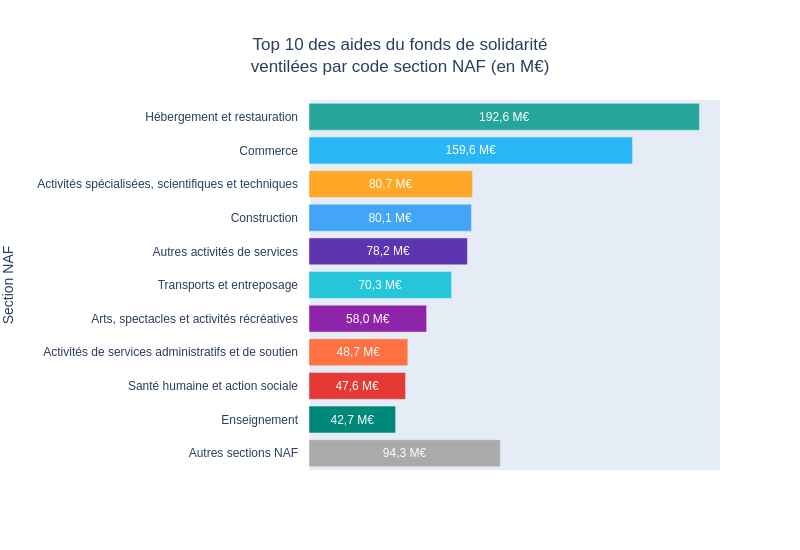 Top 10 des aides du fonds de solidarité
ventilées par code section NAF (en M€)
Section NAF
Hébergement et restauration 192,6 M€
Commerce 159,6 M€
Activités spécialisées, scientifiques et techniques 80,7 M€
Construction 80,1 M€
Autres activités de services 78,2 M€
Transports et entreposage 70,3 M€
Arts, spectacles et activités récréatives 58,0 M€
Activités de services administratifs et de soutien 48,7 M€
Santé humaine et action sociale 47,6 M€
Enseignement 42,7 M€
Autres sections NAF 94,3 M€